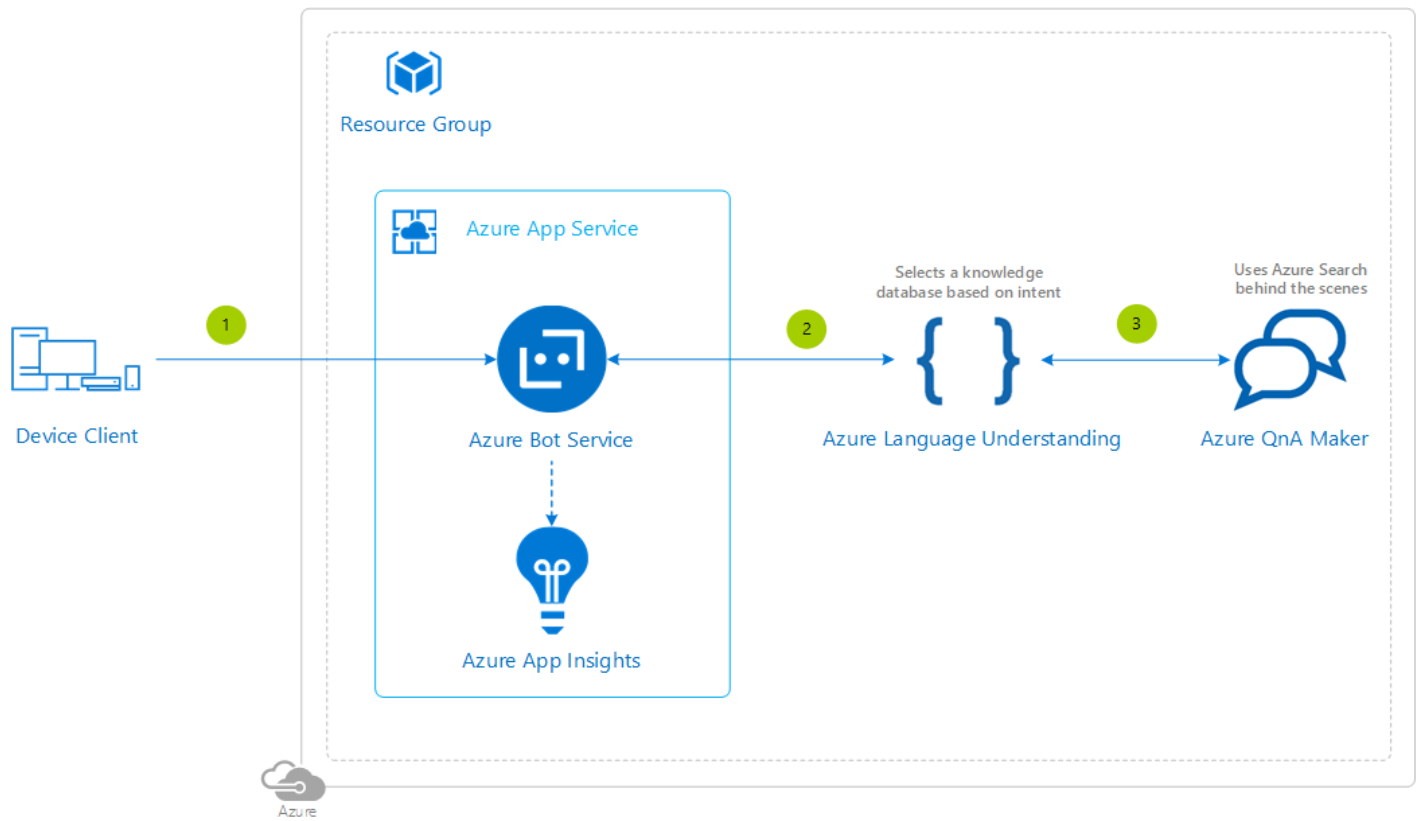 Resource Group
Azure App Service
Selects a knowledge
database based on intent
Uses Azure Search
behind the scenes
1
2
3
Device Client
Azure Bot Service
Azure Language Understanding
Azure QnA Maker
Azure App Insights
Azure